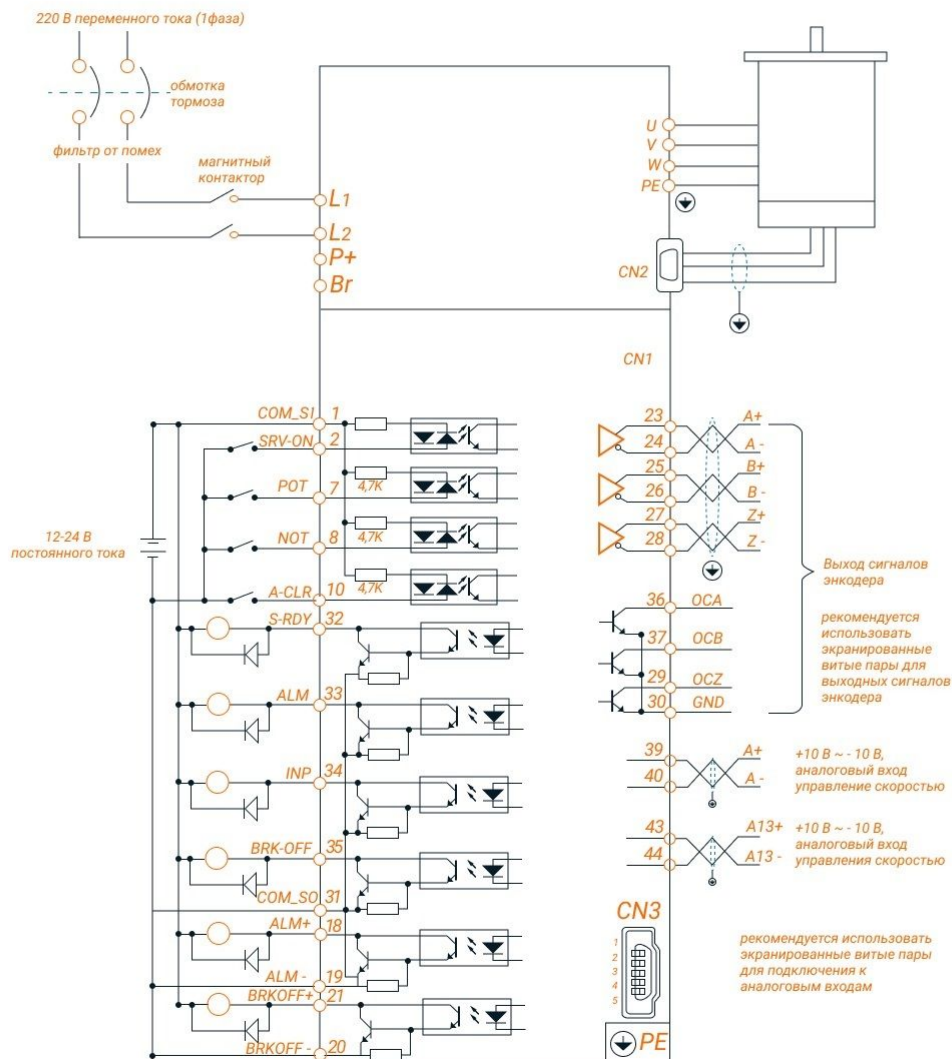 220 В переменного тока (1фаза)
обмотка
тормоза
фильтр от помех
магнитный
контактор
L1
L2
P+
Br
U
V
W
PE
CN2
CN1
COM_SI 1
SRV-ON 2
4,7K
POT 7
4,7K
NOT 8
4,7K
A-CLR 10
12-24 В
постоянного тока
S-RDY 32
ALM 33
INP 34
BRK-OFF 35
COM_SO 31
ALM+ 18
ALM - 19
BRKOFF+ 21
BRKOFF - 20
23 A+
24 A -
25 B+
26 B -
27 Z+
28 Z -
36 OCA
37 OCB
29 OCZ
30 GND
Выход сигналов
энкодера
рекомендуется
использовать
экранированные
витые пары для
выходных сигналов
энкодера
39 A+
40 A -
+10 В ~ - 10 В,
аналоговый вход
управление скоростью
43 A13+
44 A13 -
+10 В ~ - 10 В,
аналоговый вход
управления скоростью
CN3
1
2
3
4
5
рекомендуется использовать
экранированные витые пары
для подключения к
аналоговым входам
PE